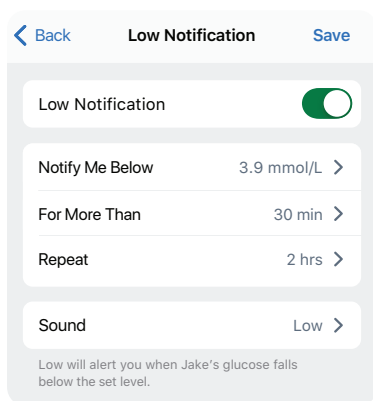 Back Low Notification Save
Low Notification
Notify Me Below 3.9 mmol/L
For More Than 30 min
Repeat 2 hrs
Sound Low
Low will alert you when Jake's glucose falls
below the set level.